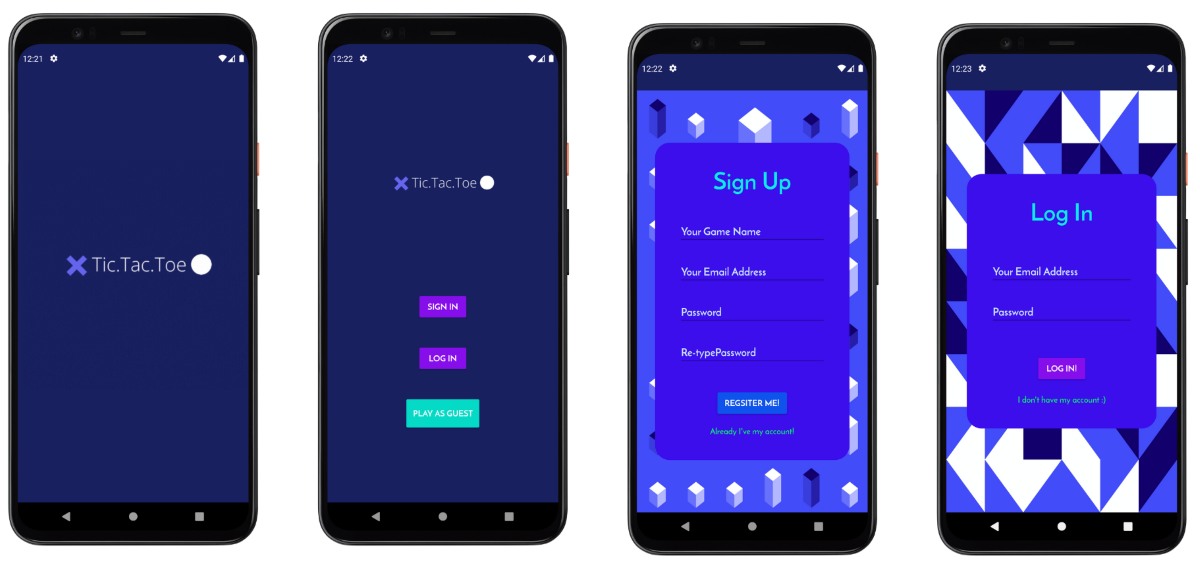 12:21
Tic.Tac.Toe
12:22
Tic.Tac.Toe
SIGN IN
LOG IN
PLAY AS GUEST
12:22
Sign Up
Your Game Name
Your Email Address
Password
Re-typePassword
REGSITER ME!
Already I've my account!
12:23
Log In
Your Email Address
Password
LOG IN!
I don't have my account :)